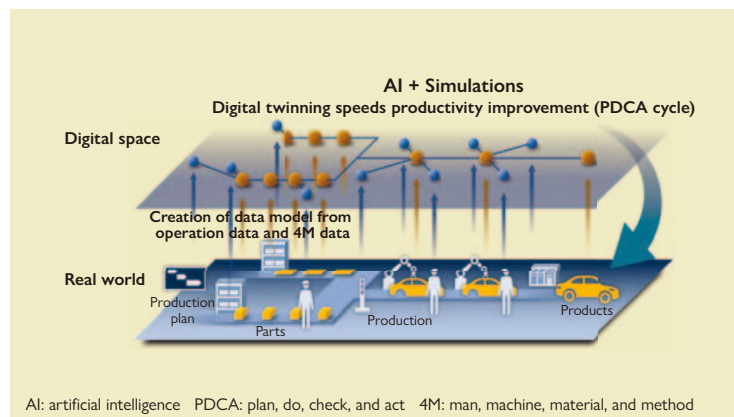 AI + Simulations
Digital twinning speeds productivity improvement (PDCA cycle)
Digital space
Creation of data model from
operation data and 4M data
Real world
Production
plan
Parts
Production
Products
AI: artificial intelligence PDCA: plan, do, check, and act 4M: man, machine, material, and method